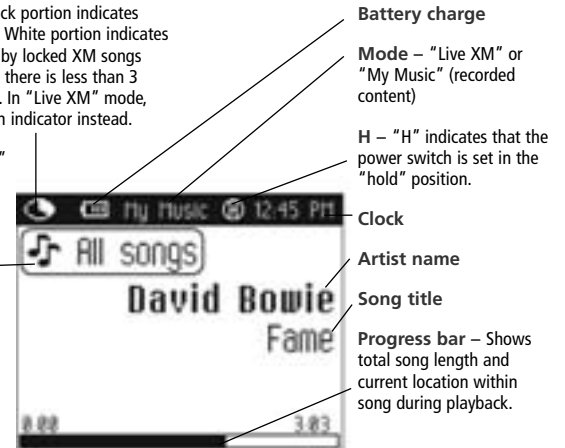 ck portion indicates
White portion indicates
by locked XM songs
there is less than 3
. In “Live XM” mode,
n indicator instead.
”
Battery charge
Mode – “Live XM” or
“My Music” (recorded
content)
H – “H” indicates that the
power switch is set in the
“hold” position.
Clock
Artist name
Song title
Progress bar – Shows
total song length and
current location within
song during playback.
My Music H 12:45 PM
All songs
David Bowie
Fame
3:03